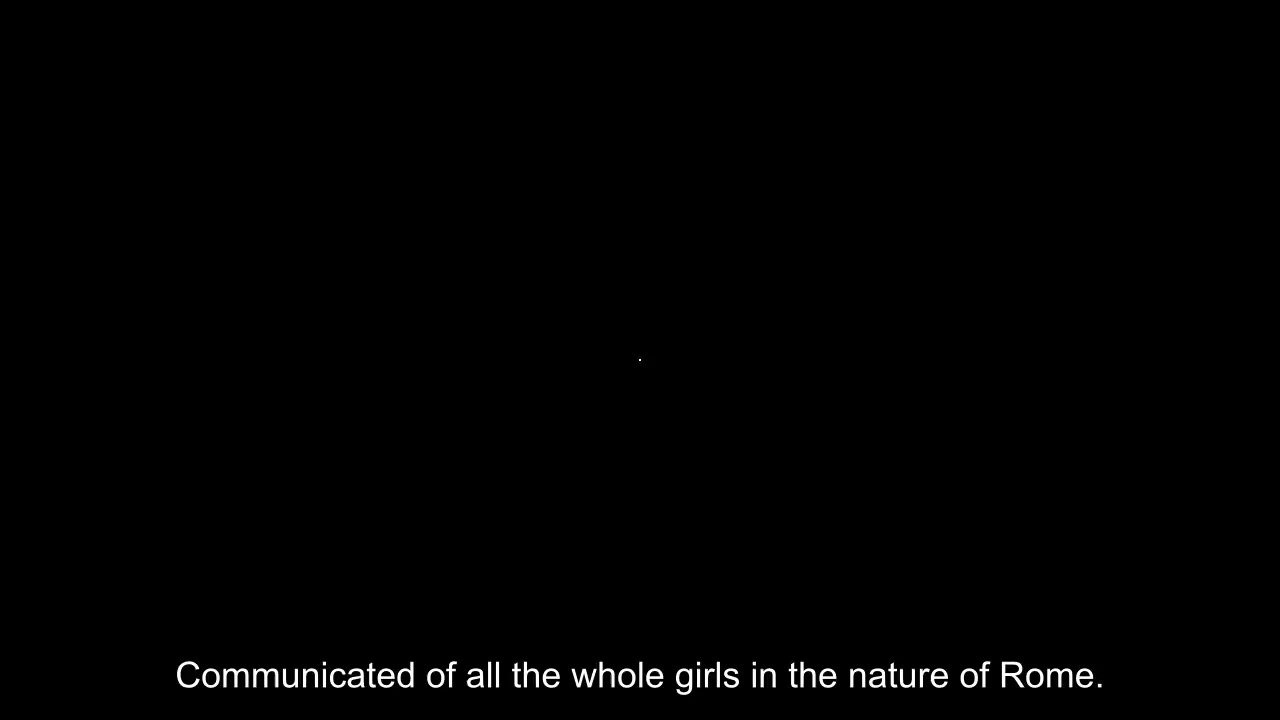 Communicated of all the whole girls in the nature of Rome.